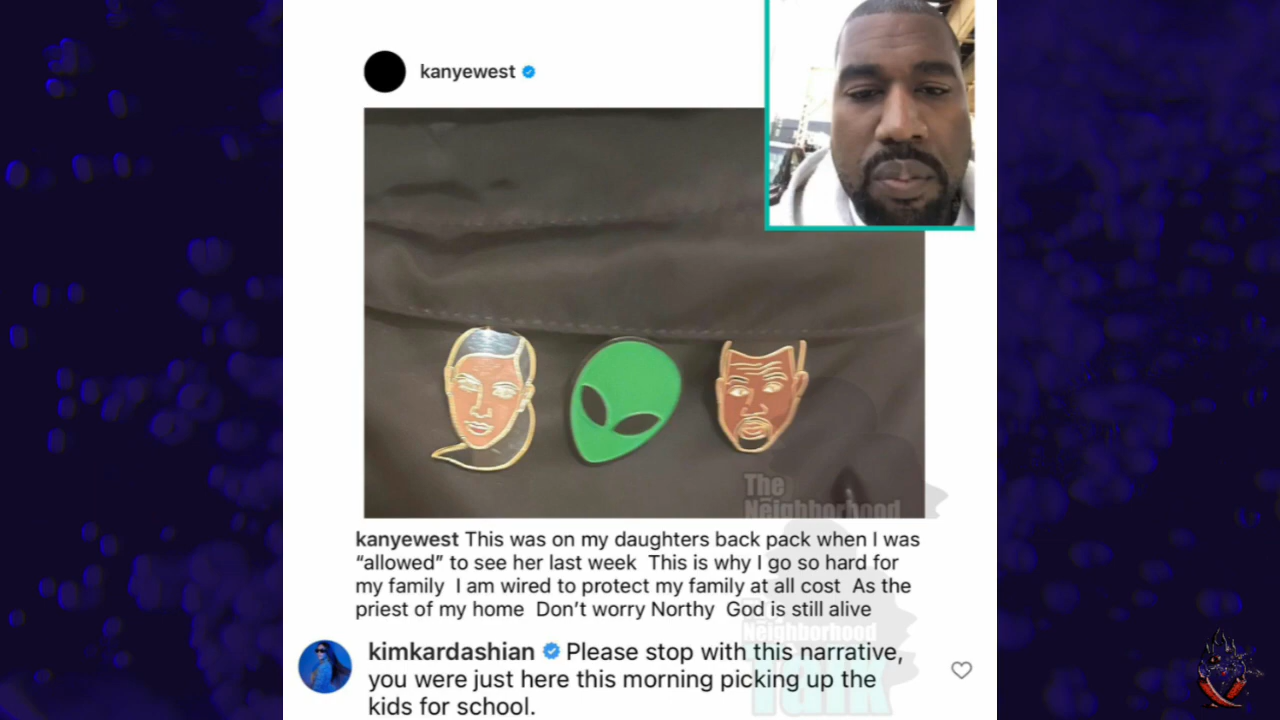 kanyewest
The
Neighborhood
kanyewest This was on my daughters back pack when I was
“allowed” to see her last week This is why I go so hard for
my family I am wired to protect my family at all cost As the
priest of my home Don’t worry Northy God is still alive
Neighborhood
Talk
kimkardashian Please stop with this narrative,
you were just here this morning picking up the
kids for school.